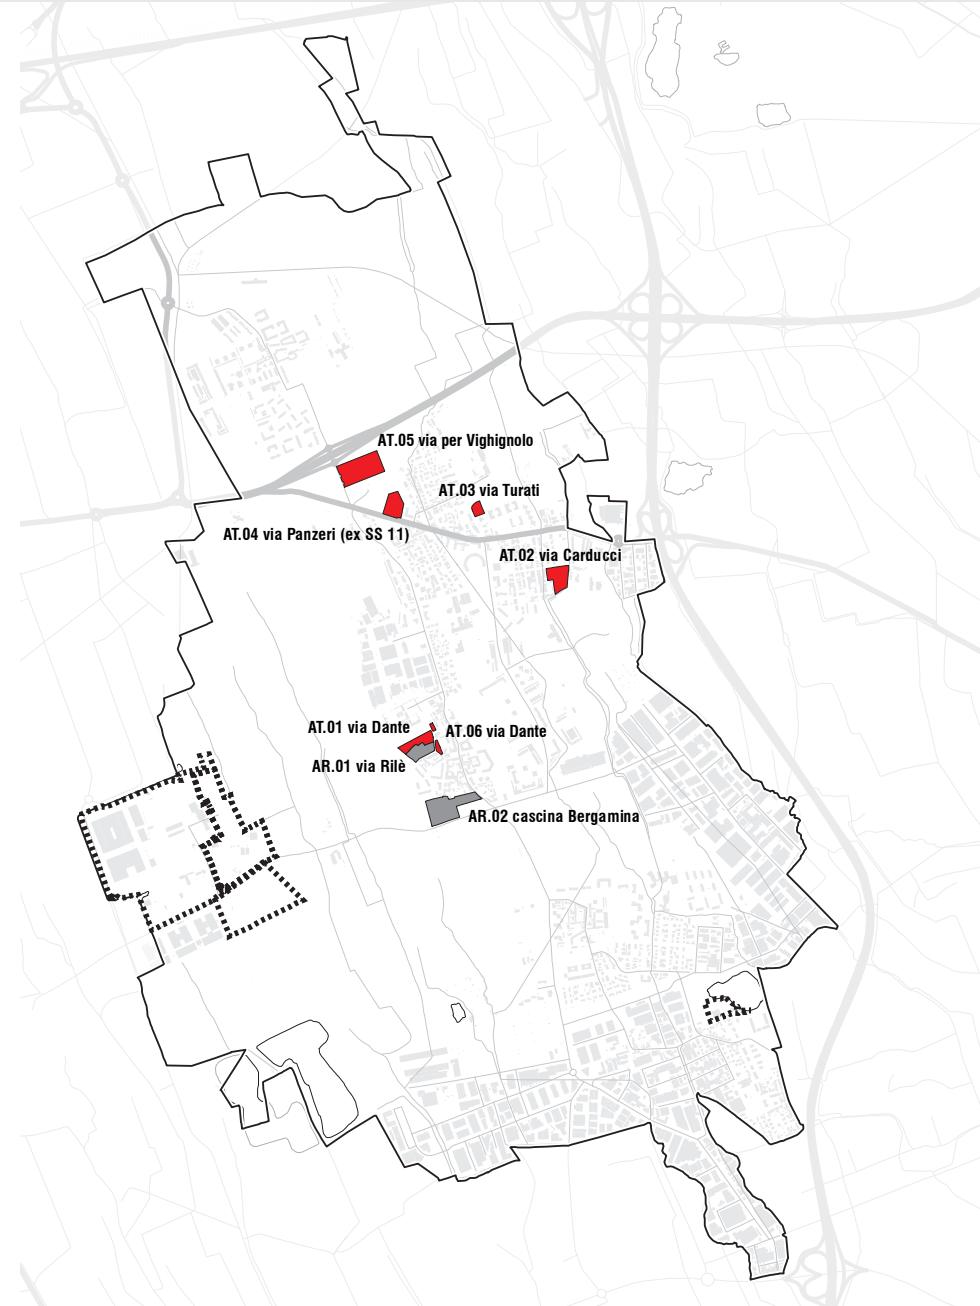 AT.05 via per Vighignolo
AT.03 via Turati
AT.04 via Panzeri (ex SS 11)
AT.02 via Carducci
AT.01 via Dante
AT.06 via Dante
AR.01 via Rilè
AR.02 cascina Bergamina